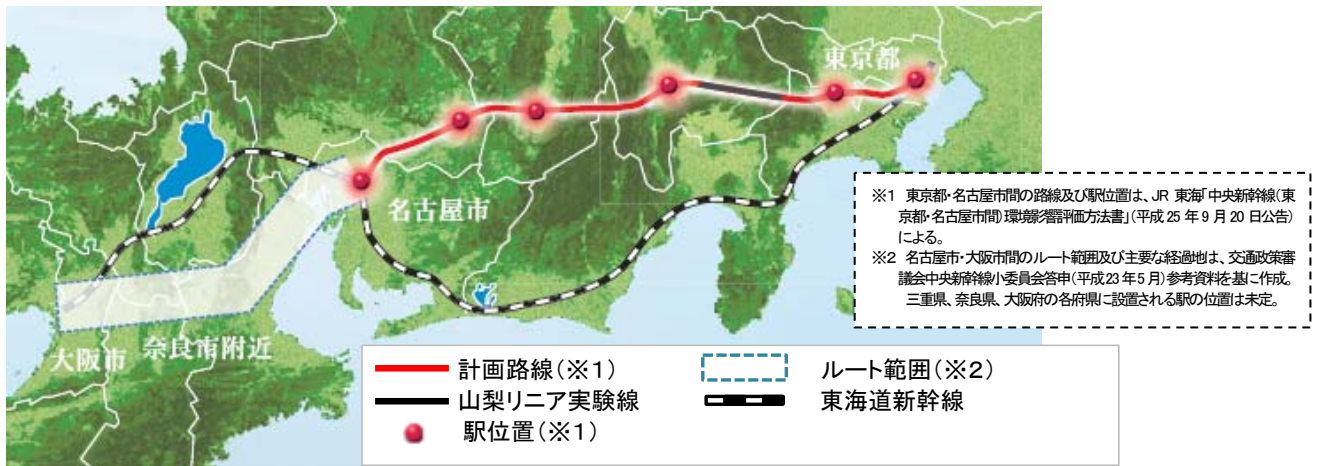 東京都
名古屋市
大阪市
奈良市附近
※1 東京都・名古屋市間の路線及び駅位置は、JR 東海「中央新幹線(東
京都・名古屋市間)環境影響評価方法書」(平成 25 年 9 月 20 日公告)
による。
※2 名古屋市・大阪市間のルート範囲及び主要な経過地は、交通政策審
議会中央新幹線小委員会答申(平成23年5月)参考資料を基に作成。
三重県、奈良県、大阪府の各府県に設置される駅の位置は未定。
計画路線(※1)
ルート範囲(※2)
山梨リニア実験線
東海道新幹線
駅位置(※1)